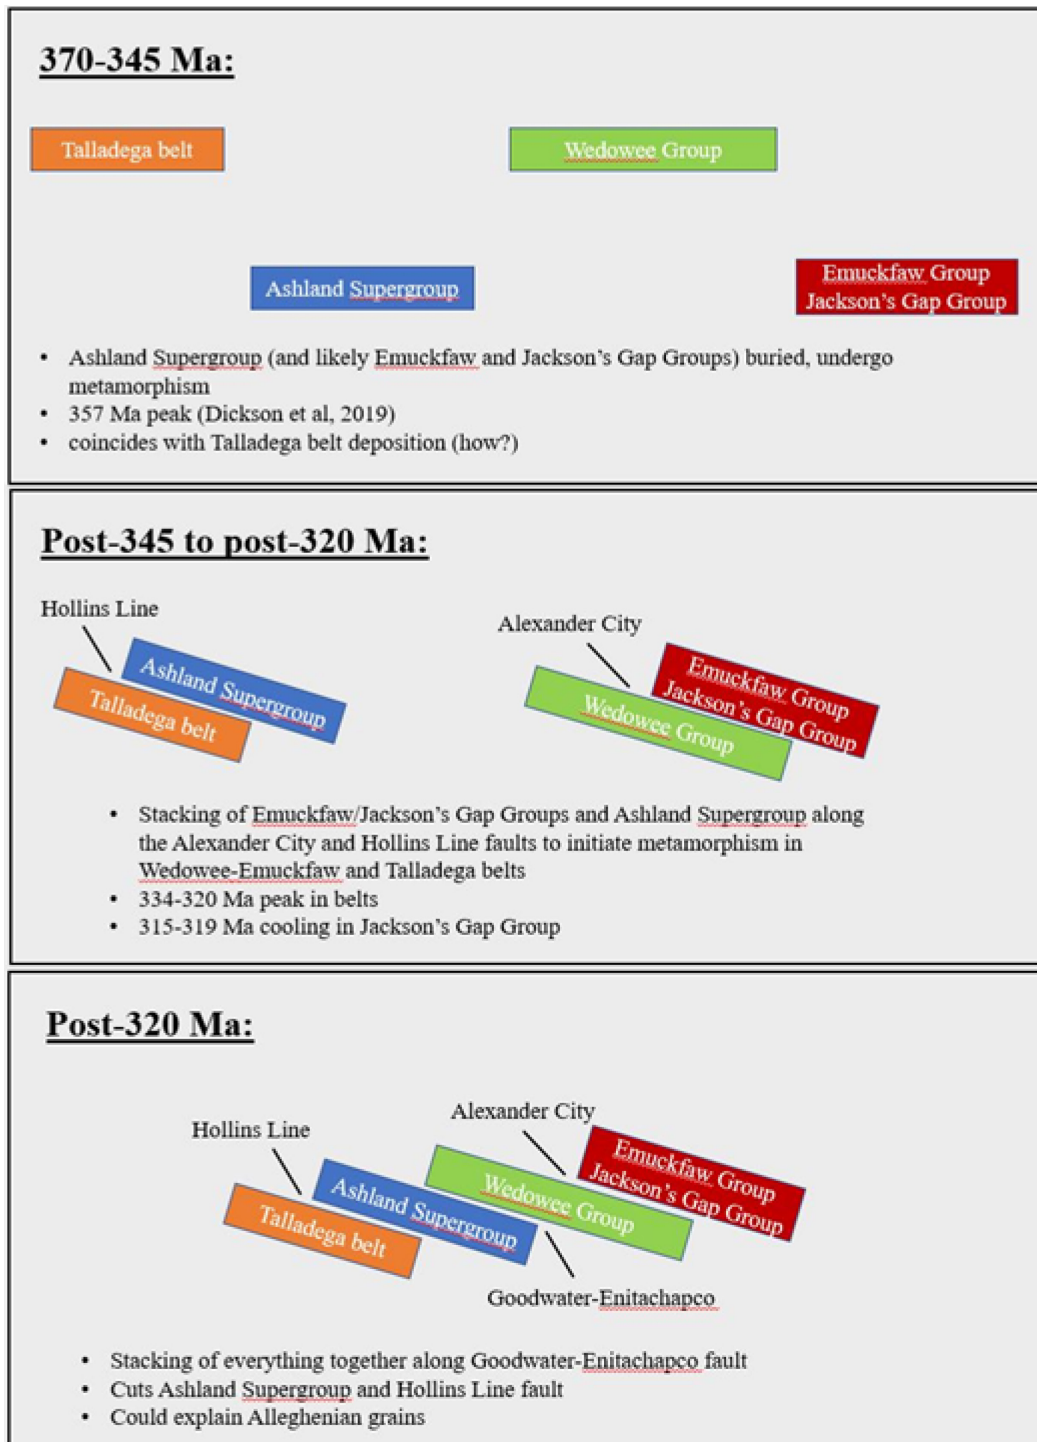 370-345 Ma:
Talladega belt
Wedowee Group
Ashland Supergroup
Emuckfaw Group
Jackson's Gap Group
• Ashland Supergroup (and likely Emuckfaw and Jackson's Gap Groups) buried, undergo
metamorphism
• 357 Ma peak (Dickson et al, 2019)
• coincides with Talladega belt deposition (how?)
Post-345 to post-320 Ma:
Hollins Line
Alexander City
Ashland Supergroup
Talladega belt
Emuckfaw Group
Jackson's Gap Group
Wedowee Group
• Stacking of Emuckfaw/Jackson's Gap Groups and Ashland Supergroup along
the Alexander City and Hollins Line faults to initiate metamorphism in
Wedowee-Emuckfaw and Talladega belts
• 334-320 Ma peak in belts
• 315-319 Ma cooling in Jackson's Gap Group
Post-320 Ma:
Alexander City
Hollins Line
Emuckfaw Group
Jackson's Gap Group
Wedowee Group
Ashland Supergroup
Talladega belt
Goodwater-Enitachapco
• Stacking of everything together along Goodwater-Enitachapco fault
• Cuts Ashland Supergroup and Hollins Line fault
• Could explain Alleghenian grains